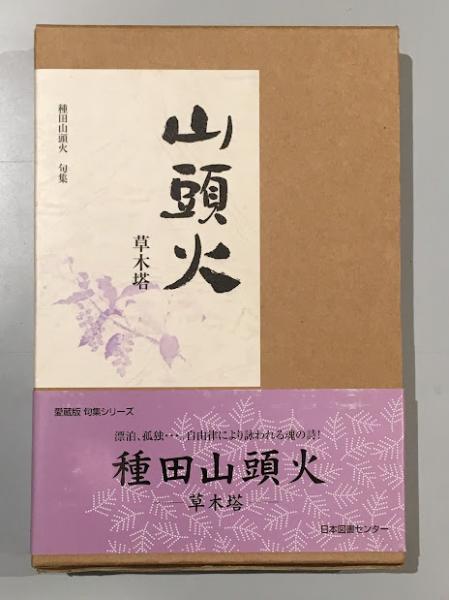 種田山頭火 句集
山頭火
草木塔
愛蔵版 句集シリーズ
漂泊、孤独・・・。自由律により詠われる魂の詩!
種田山頭火
草木塔
日本図書センター